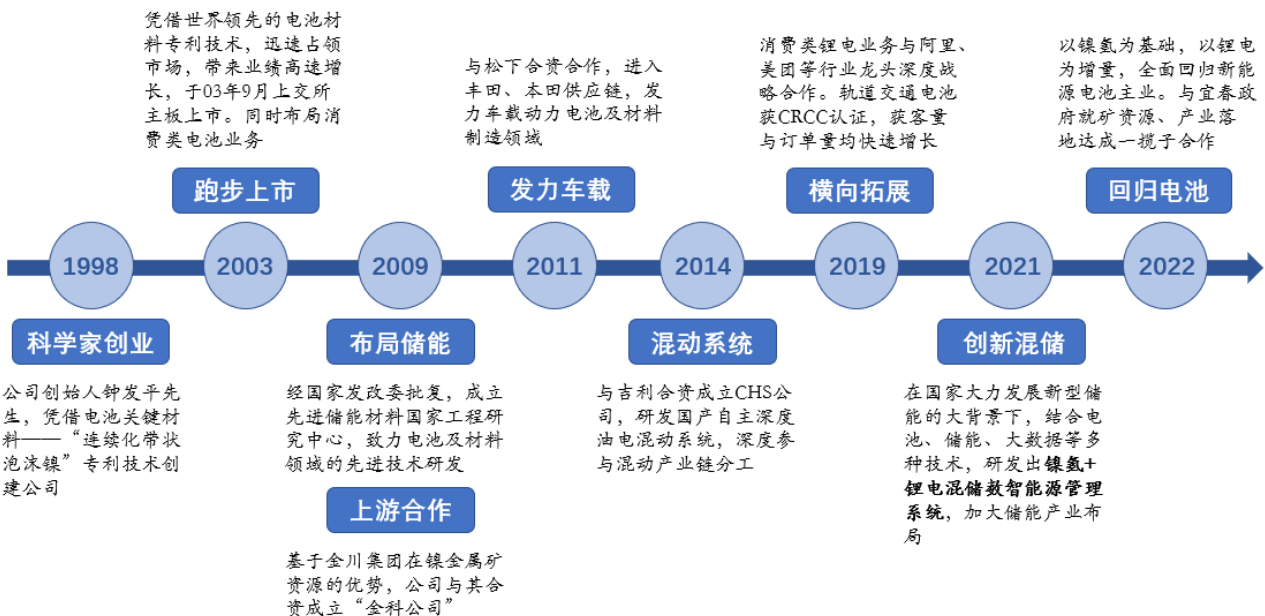 凭借世界领先的电池材
料专利技术，迅速占领
市场，带来业绩高速增
长，于03年9月上交所
主板上市。同时布局消
费类电池业务
跑步上市
与松下合资合作，进入
丰田、本田供应链，发
力车载动力电池及材料
制造领域
发力车载
消费类锂电业务与阿里、
美团等行业龙头深度战
略合作。轨道交通电池
获CRCC认证，获客量
与订单量均快速增长
横向拓展
以镍氢为基础，以锂电
为增量，全面回归新能
源电池主业。与宜春政
府就矿资源、产业落
地达成一揽子合作
回归电池
1998
2003
2009
2011
2014
2019
2021
2022
科学家创业
公司创始人钟发平先
生，凭借电池关键材
料——“连续化带状
泡沫镍”专利技术创
建公司
布局储能
经国家发改委批复，成立
先进储能材料国家工程研
究中心，致力电池及材料
领域的先进技术研发
上游合作
基于金川集团在镍金属矿
资源的优势，公司与其合
资成立“金科公司”
混动系统
与吉利合资成立CHS公
司，研发国产自主深度
油电混动系统，深度参
与混动产业链分工
创新混储
在国家大力发展新型储
能的大背景下，结合电
池、储能、大数据等多
种技术，研发出镍氢+
锂电混储数智能源管理
系统，加大储能产业布
局